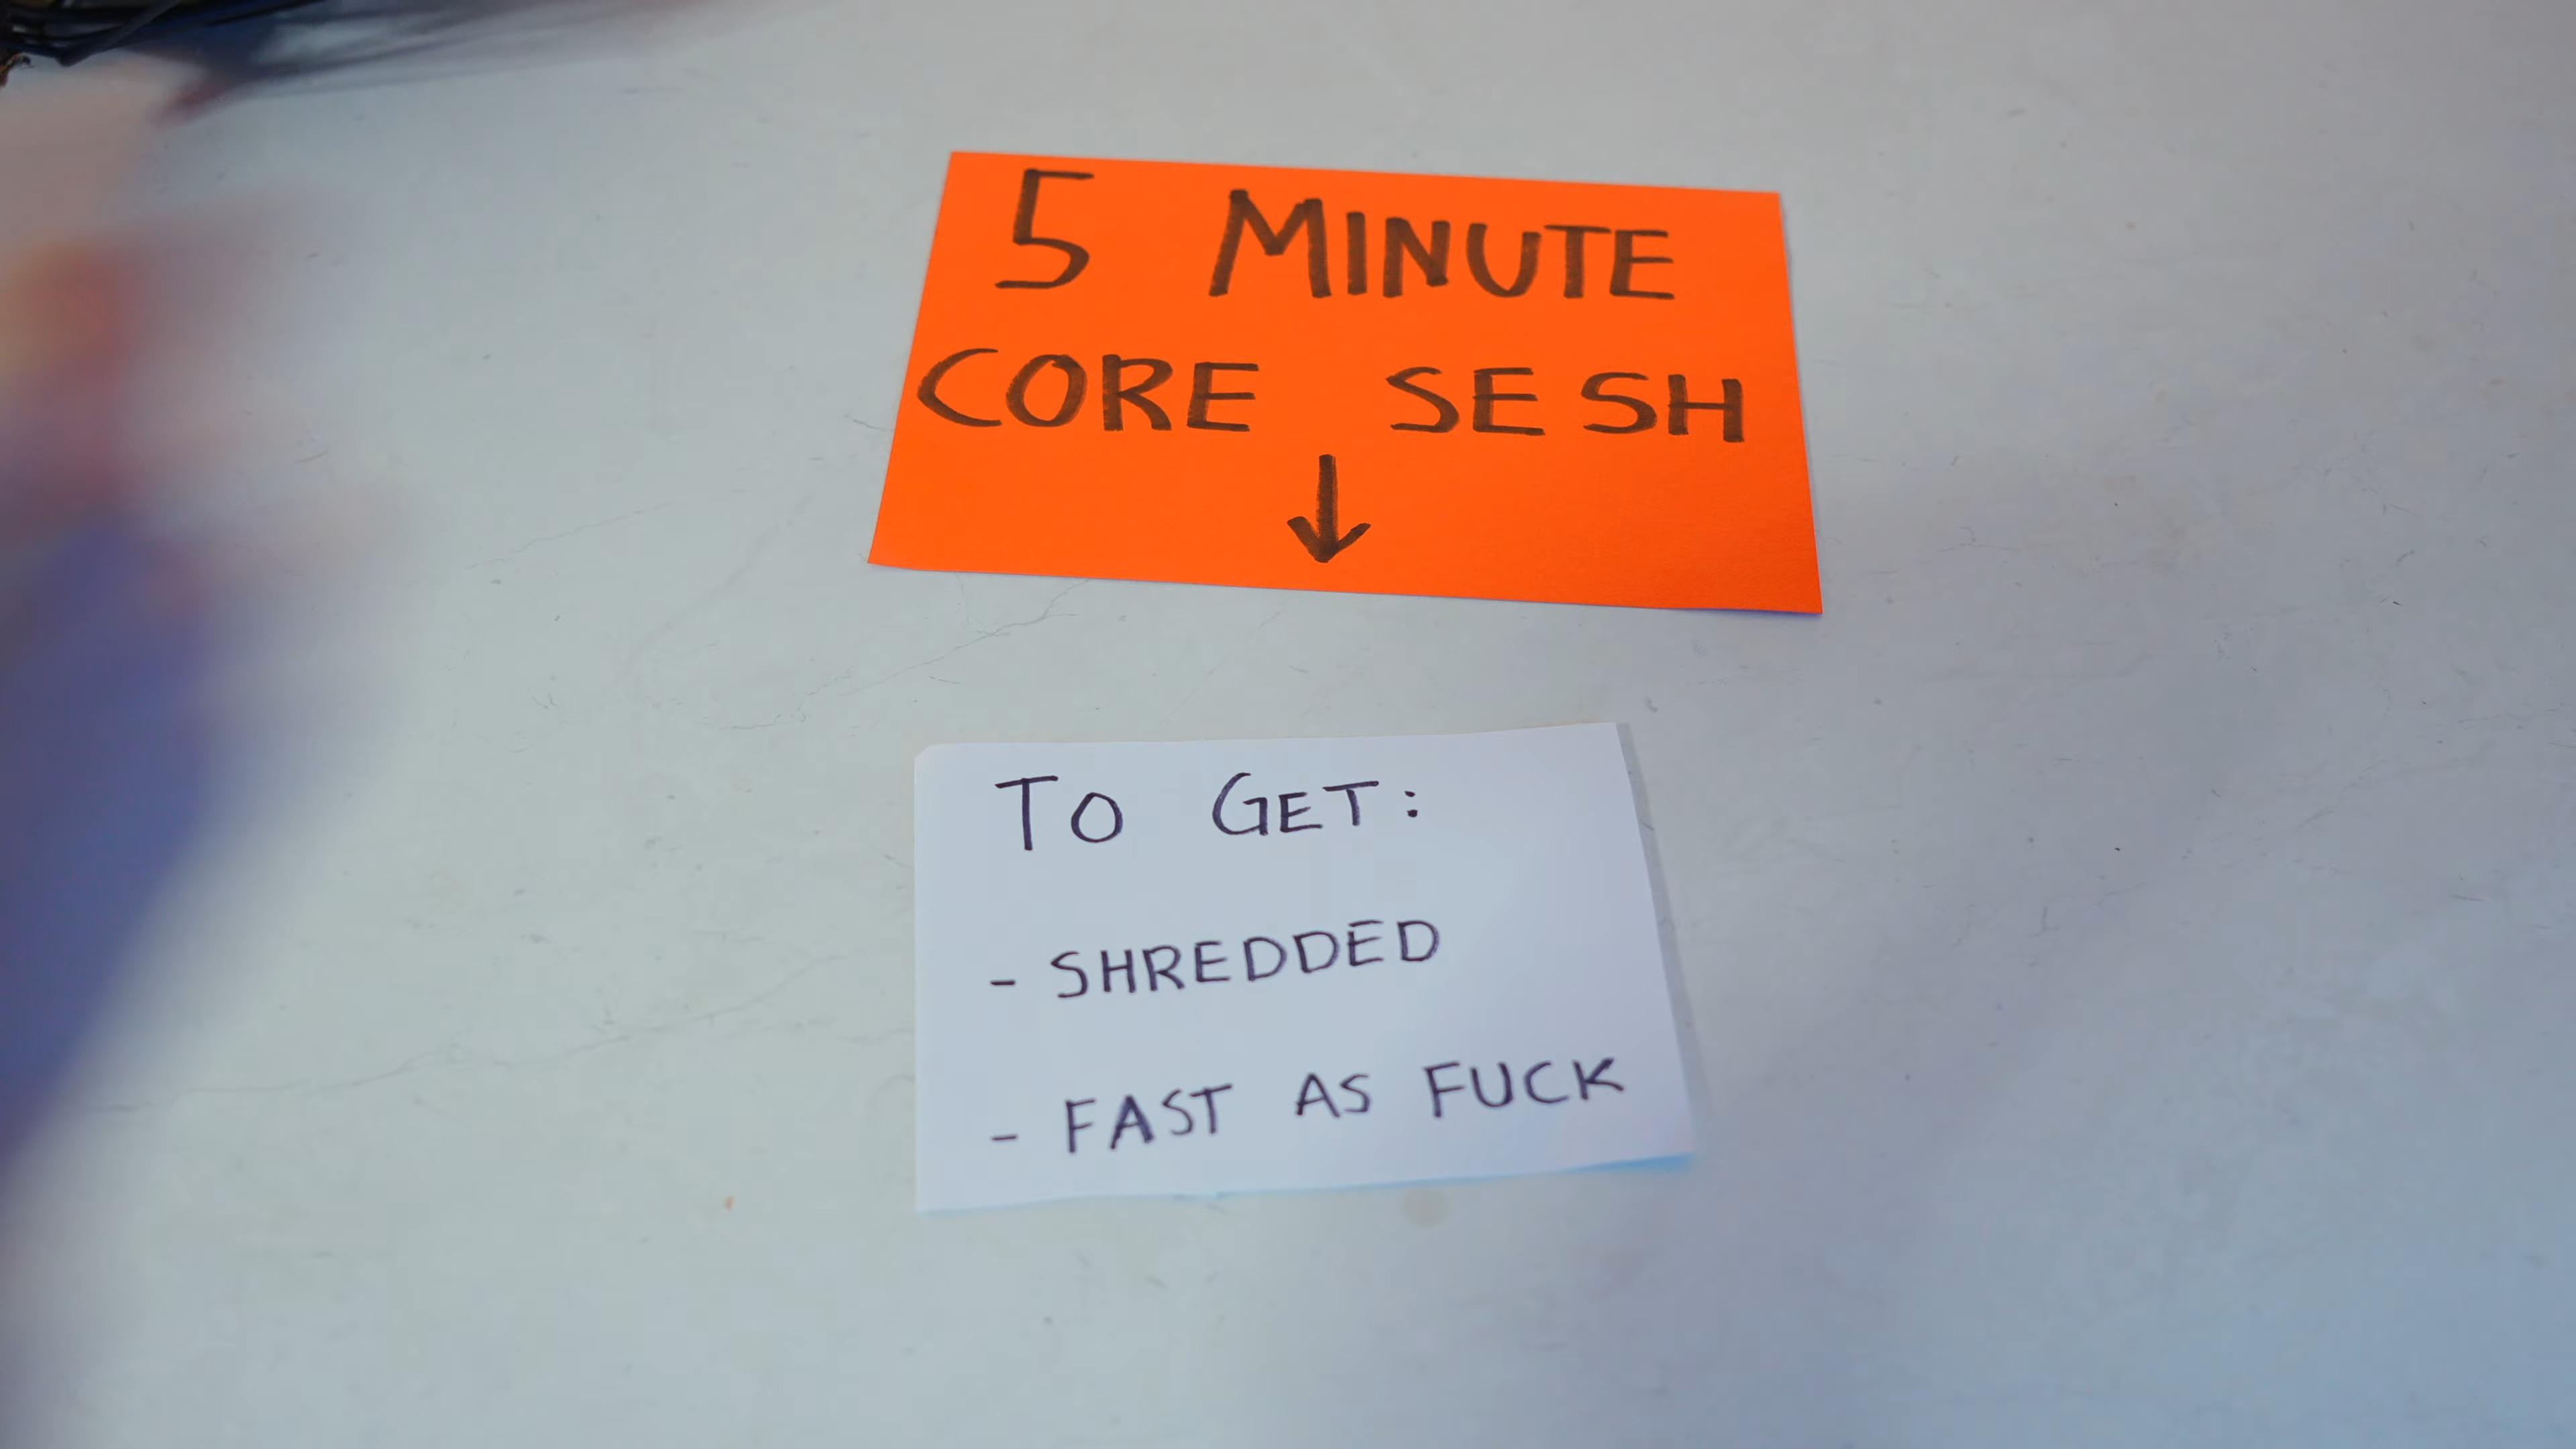 5 MINUTE
CORE SESH
↓
TO GET:
- SHREDDED
- FAST AS FUCK